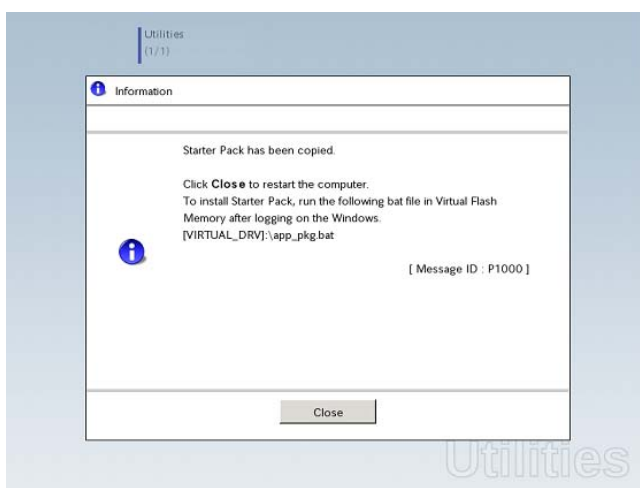 Utilities
(1/1)
Information
Starter Pack has been copied.
Click Close to restart the computer.
To install Starter Pack, run the following bat file in Virtual Flash
Memory after logging on the Windows.
[VIRTUAL_DRV]:\app_pkg.bat
[ Message ID : P1000 ]
Close
Utilities